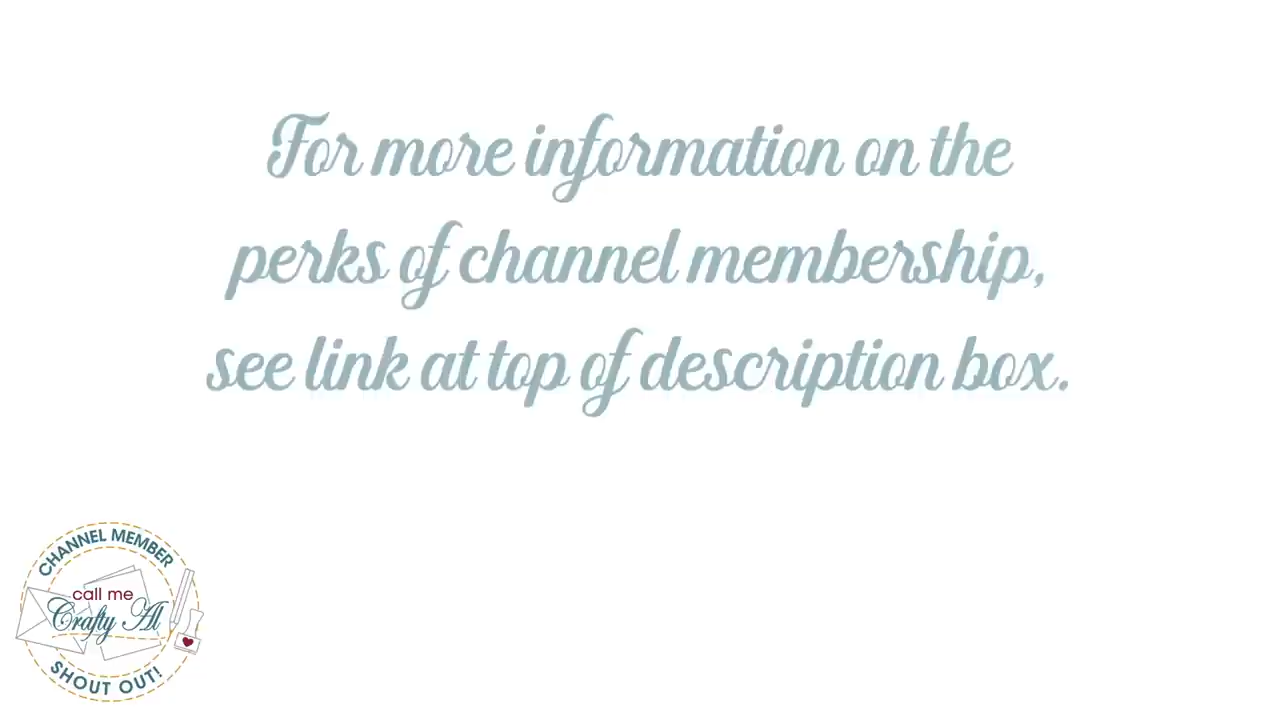 For more information on the
perks of channel membership,
see link at top of description box.
CHANNEL MEMBER
call me
Crafty Al
SHOUT OUT!